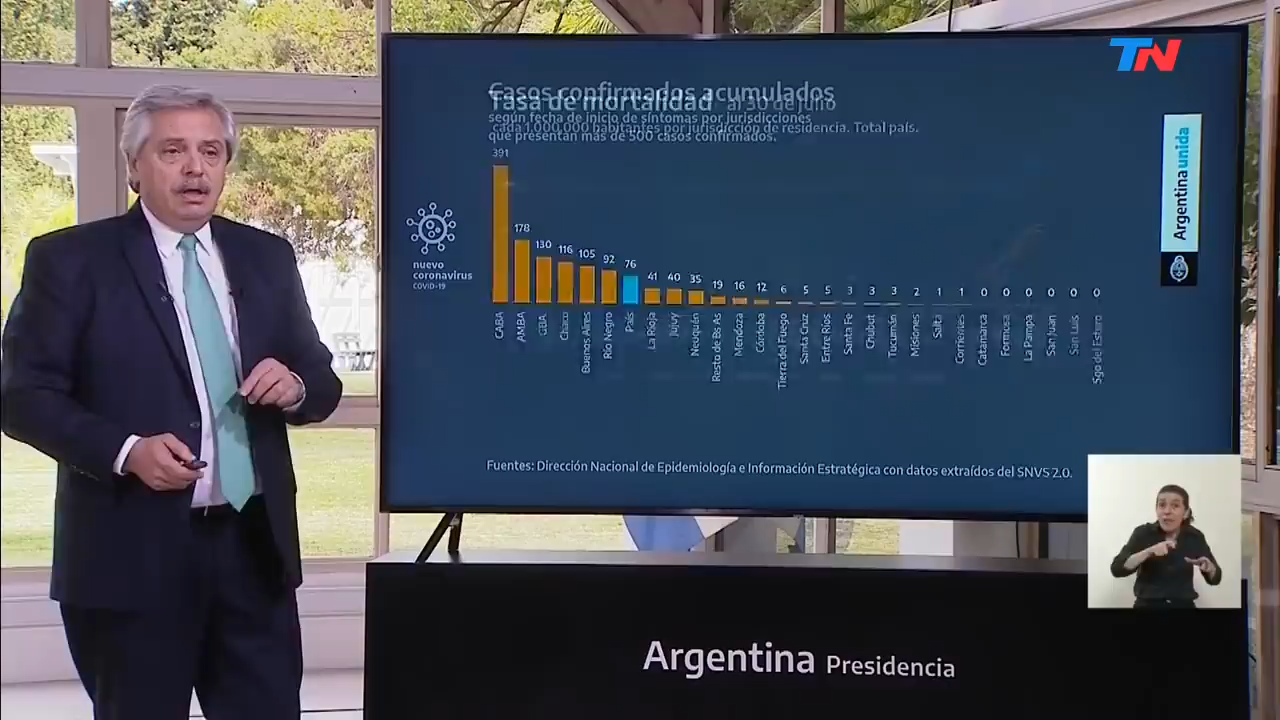 TN
Casos confirmados acumulados
Tasa de mortalidad al 30 de julio
según fecha de inicio de síntomas por jurisdicciones
cada 1.000.000 habitantes por jurisdicción de residencia. Total país.
que presentan más de 500 casos confirmados.
391 178 130 116 105 92 76 41 40 35 19 16 12 6 5 5 3 3 3 2 1 1 0 0 0 0 0 0
CABA AMBA GBA Chaco Buenos Aires Río Negro País La Rioja Jujuy Neuquén Resto de Bs As Mendoza Córdoba Tierra del Fuego Santa Cruz Entre Ríos Santa Fe Chubut Tucumán Misiones Salta Corrientes Catamarca Formosa La Pampa San Juan San Luis Sgo del Estero
nuevo
coronavirus
COVID-19
Argentina unida
Fuentes: Dirección Nacional de Epidemiología e Información Estratégica con datos extraídos del SNVS 2.0.
Argentina Presidencia